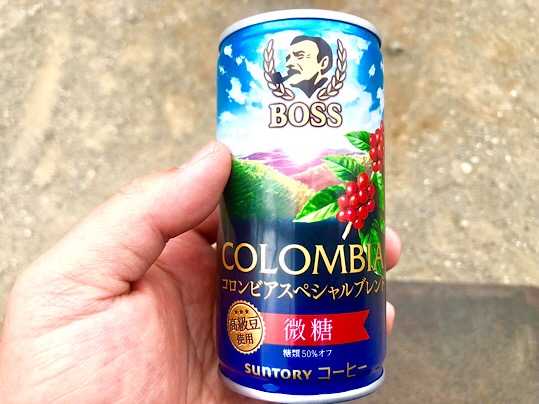 BOSS
COLOMBIA
コロンビアスペシャルブレンド
高級豆
使用
微糖
糖類50%オフ
SUNTORY コーヒー